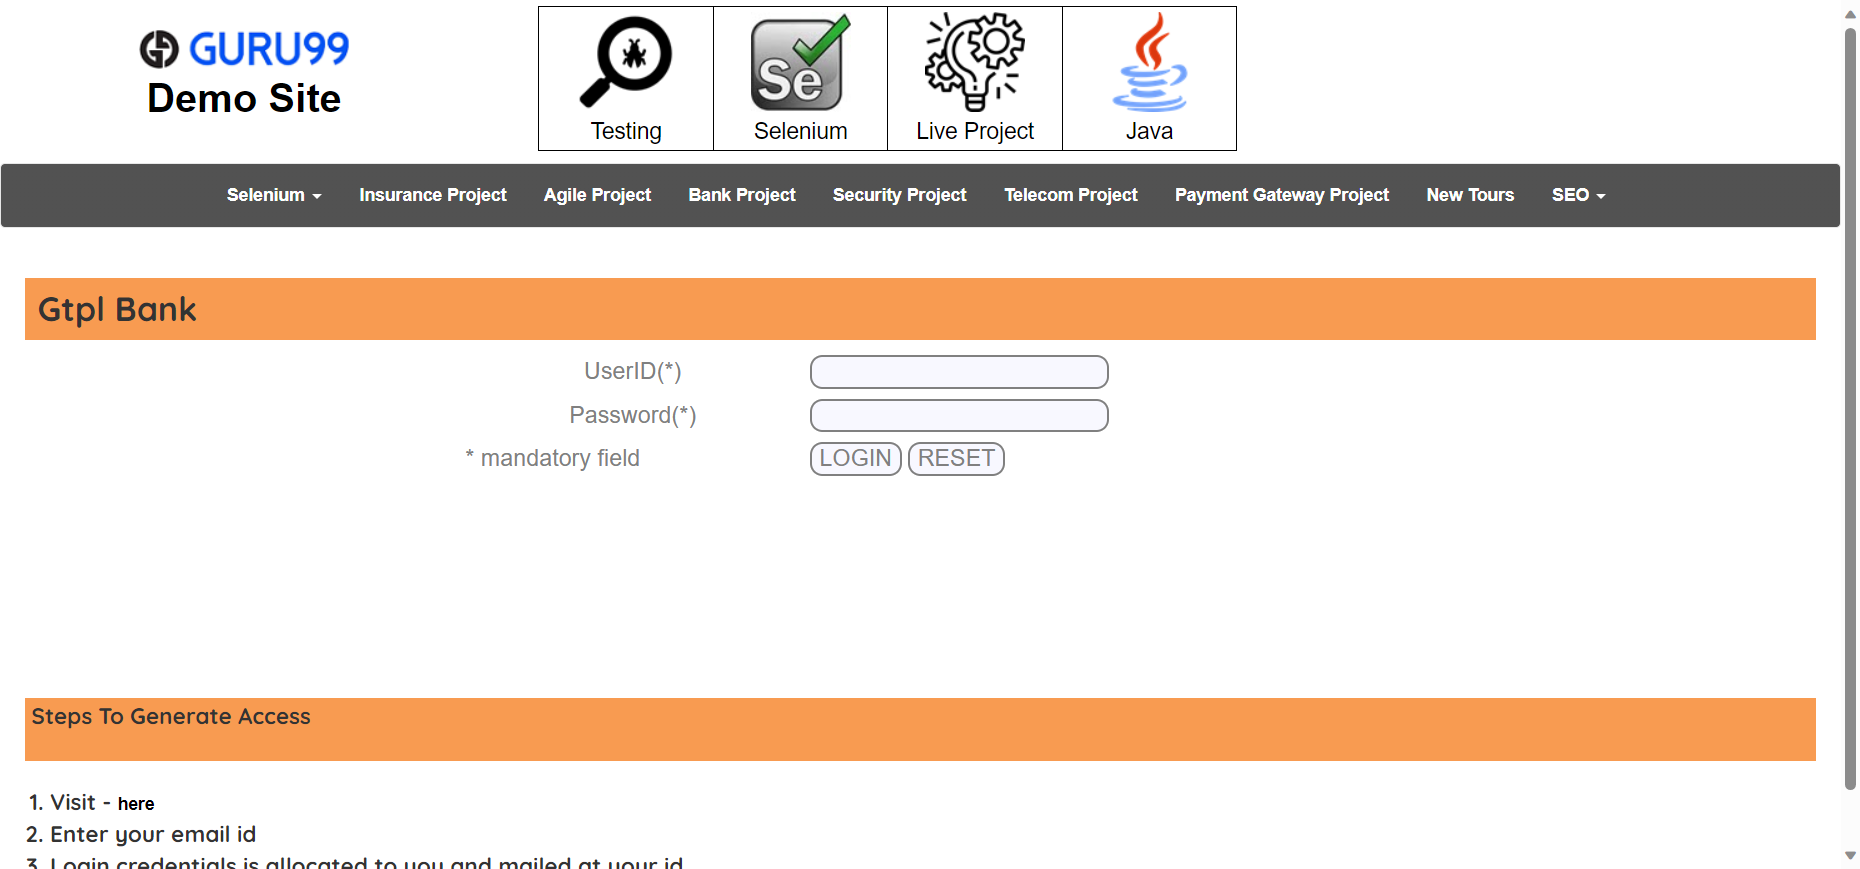 GURU99
Demo Site
Se
Testing
Selenium
Live Project
Java
Selenium
Insurance Project
Agile Project
Bank Project
Security Project
Telecom Project
Payment Gateway Project
New Tours
SEO
Gtpl Bank
UserID(*)
Password(*)
* mandatory field
LOGIN
RESET
Steps To Generate Access
1. Visit - here
2. Enter your email id
3. Login credentials is allocated to you and mailed at your id